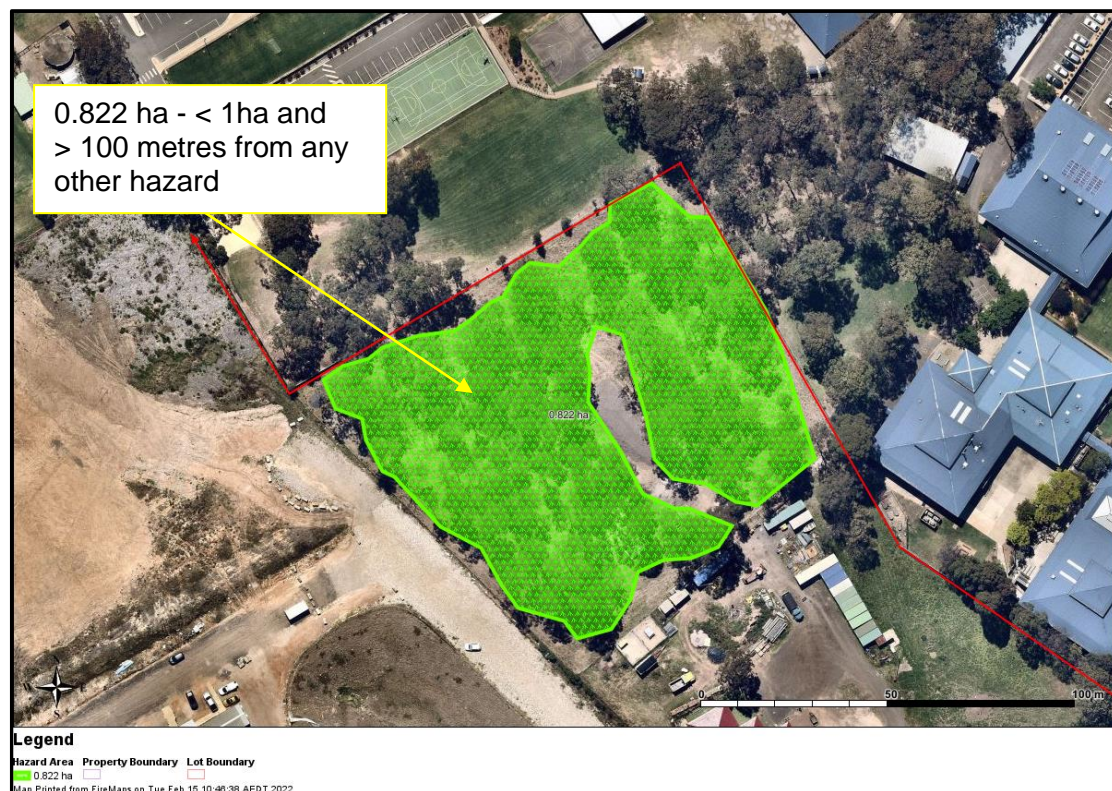 0.822 ha - < 1ha and
> 100 metres from any
other hazard
0.822 ha
0 50 100 m
Legend
Hazard Area Property Boundary Lot Boundary
0.822 ha
Map Printed from FireMaps on Tue Feb 15 10:46:38 AEDT 2022